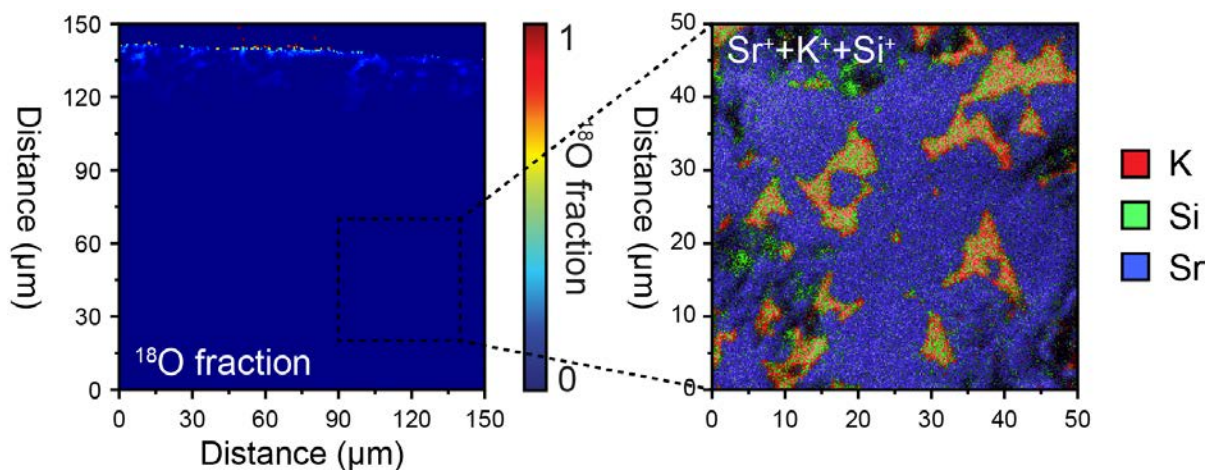 150
120
90
60
30
0
Distance (μm)
0 30 60 90 120 150
Distance (μm)
¹⁸O fraction
1
0
¹⁸O fraction
50
40
30
20
10
0
Distance (μm)
0 10 20 30 40 50
Sr⁺+K⁺+Si⁺
K
Si
Sr